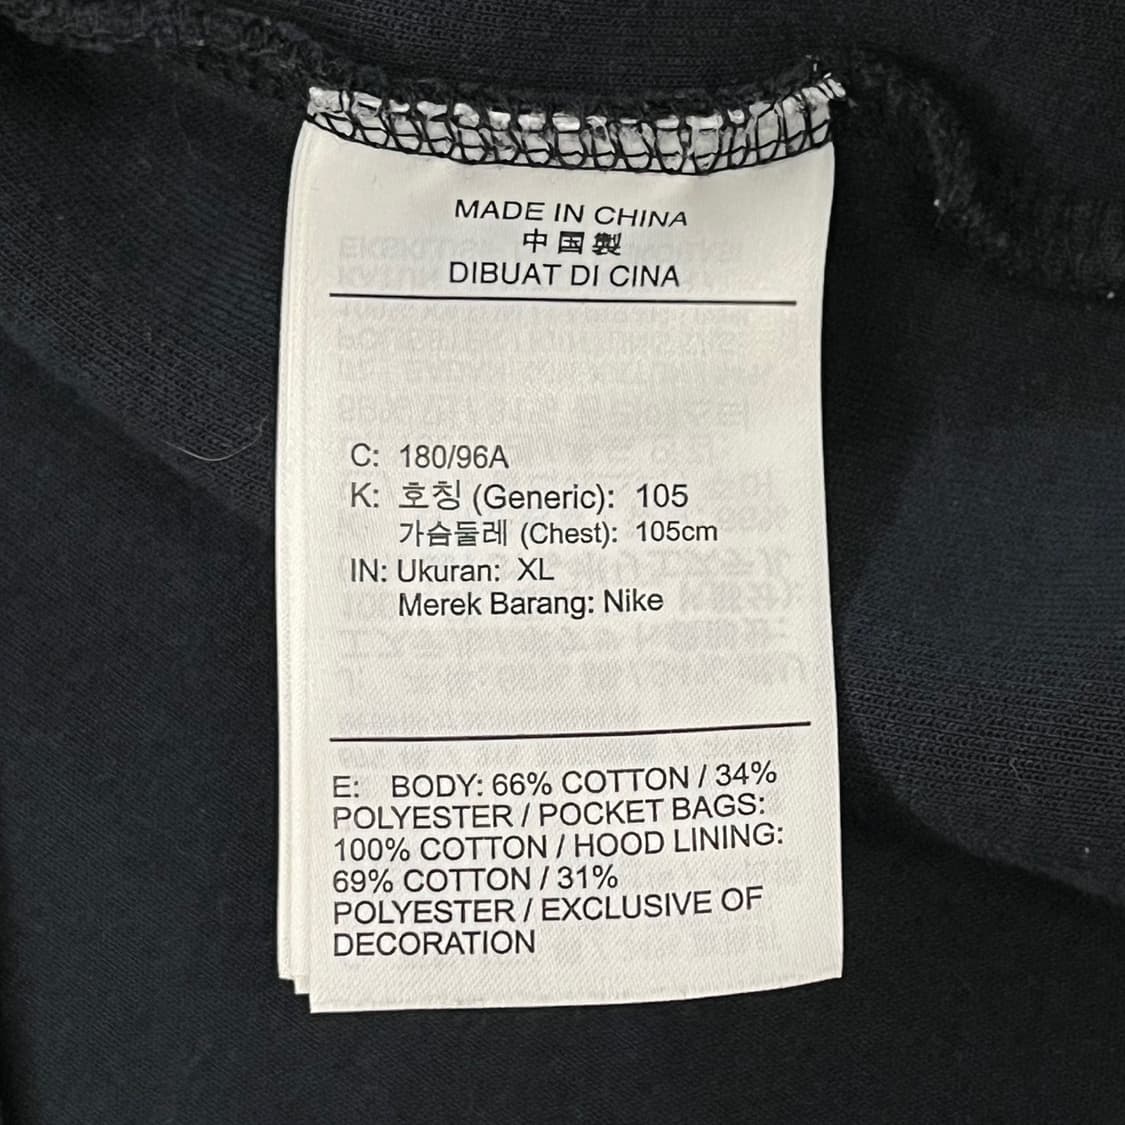 MADE IN CHINA
中国製
DIBUAT DI CINA
C: 180/96A
K: 호칭 (Generic): 105
가슴둘레 (Chest): 105cm
IN: Ukuran: XL
Merek Barang: Nike
E: BODY: 66% COTTON / 34%
POLYESTER / POCKET BAGS:
100% COTTON / HOOD LINING:
69% COTTON / 31%
POLYESTER / EXCLUSIVE OF
DECORATION